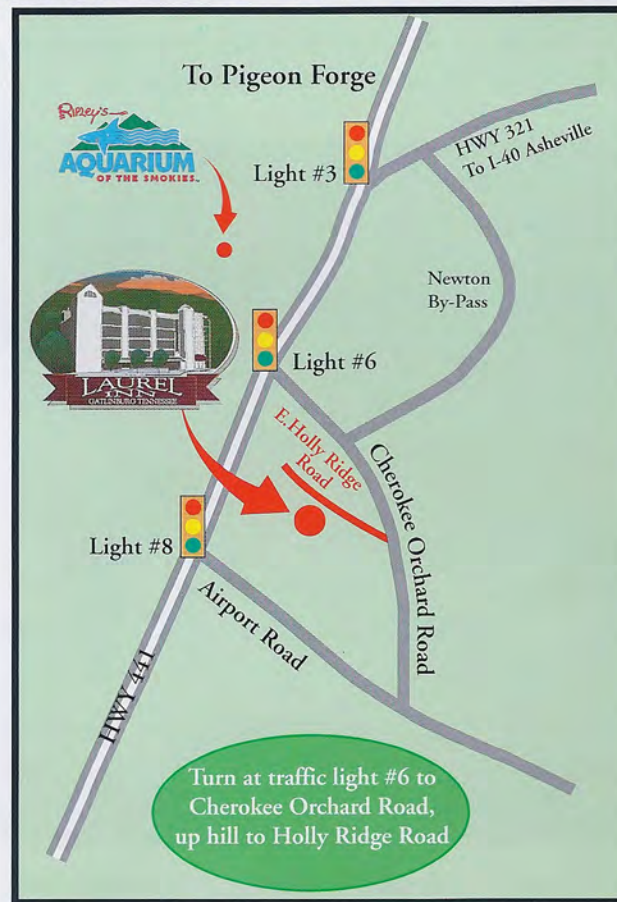 To Pigeon Forge
RIPLEY'S
AQUARIUM
OF THE SMOKIES™
Light #3
HWY 321
To I-40 Asheville
Newton
By-Pass
LAUREL
INN
GATLINBURG TENNESSEE
Light #6
E. Holly Ridge
Road
Cherokee Orchard Road
Light #8
Airport Road
HWY 441
Turn at traffic light #6 to
Cherokee Orchard Road,
up hill to Holly Ridge Road